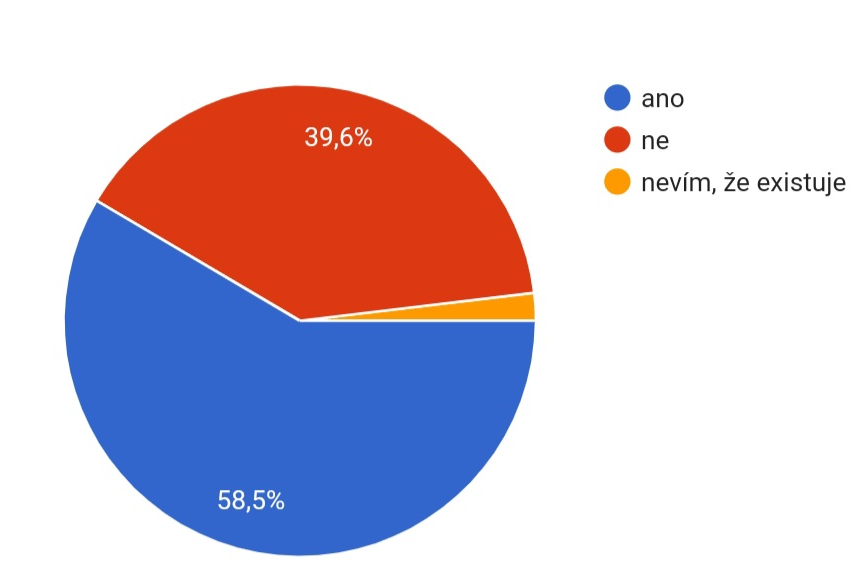 39,6%
58,5%
ano
ne
nevím, že existuje